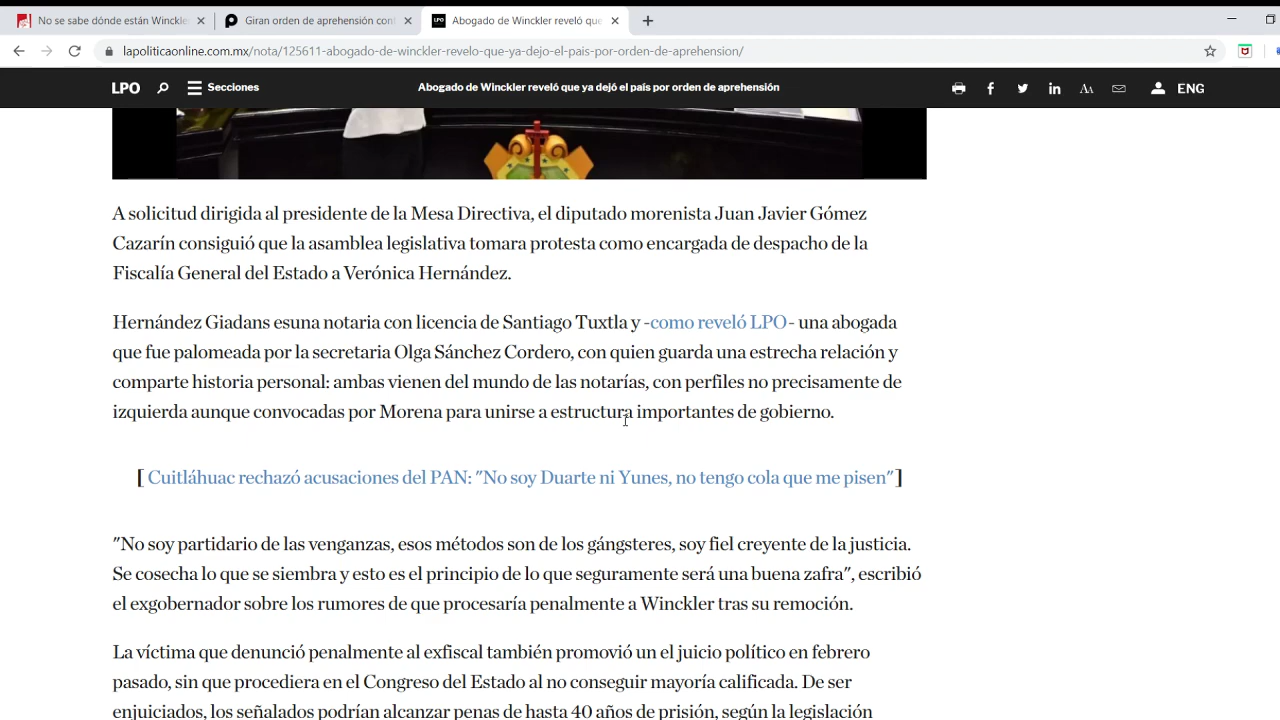 No se sabe dónde están Winckle
Giran orden de aprehensión cont
LPO
Abogado de Winckler reveló que
lapoliticaonline.com.mx/nota/125611-abogado-de-winckler-revelo-que-ya-dejo-el-pais-por-orden-de-aprehension/
LPO Secciones Abogado de Winckler reveló que ya dejó el país por orden de aprehensión AA ENG
A solicitud dirigida al presidente de la Mesa Directiva, el diputado morenista Juan Javier Gómez
Cazarín consiguió que la asamblea legislativa tomara protesta como encargada de despacho de la
Fiscalía General del Estado a Verónica Hernández.
Hernández Giadans esuna notaria con licencia de Santiago Tuxtla y -como reveló LPO- una abogada
que fue palomeada por la secretaria Olga Sánchez Cordero, con quien guarda una estrecha relación y
comparte historia personal: ambas vienen del mundo de las notarías, con perfiles no precisamente de
izquierda aunque convocadas por Morena para unirse a estructura importantes de gobierno.
[ Cuitláhuac rechazó acusaciones del PAN: "No soy Duarte ni Yunes, no tengo cola que me pisen"]
"No soy partidario de las venganzas, esos métodos son de los gángsteres, soy fiel creyente de la justicia.
Se cosecha lo que se siembra y esto es el principio de lo que seguramente será una buena zafra", escribió
el exgobernador sobre los rumores de que procesaría penalmente a Winckler tras su remoción.
La víctima que denunció penalmente al exfiscal también promovió un el juicio político en febrero
pasado, sin que procediera en el Congreso del Estado al no conseguir mayoría calificada. De ser
enjuiciados, los señalados podrían alcanzar penas de hasta 40 años de prisión, según la legislación